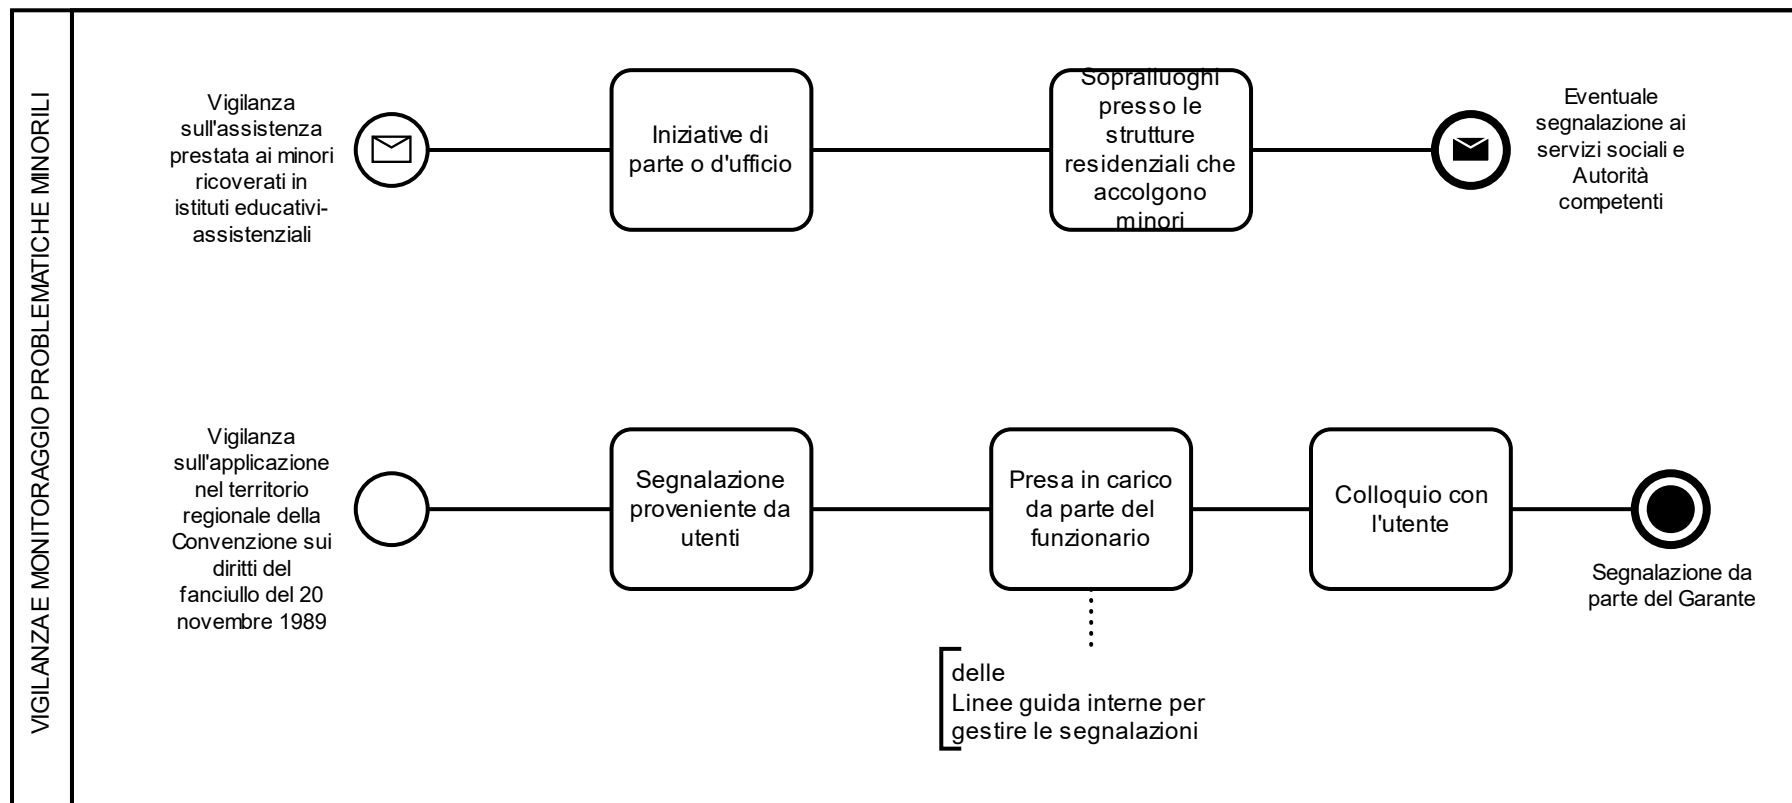 VIGILANZA E MONITORAGGIO PROBLEMATICHE MINORILI
Vigilanza
sull'assistenza
prestata ai minori
ricoverati in
istituti educativi-
assistenziali
Iniziative di
parte o d'ufficio
Sopralluoghi
presso le
strutture
residenziali che
accolgono
minori
Eventuale
segnalazione ai
servizi sociali e
Autorità
competenti
Vigilanza
sull'applicazione
nel territorio
regionale della
Convenzione sui
diritti del
fanciullo del 20
novembre 1989
Segnalazione
proveniente da
utenti
Presa in carico
da parte del
funzionario
Colloquio con
l'utente
Segnalazione da
parte del Garante
delle
Linee guida interne per
gestire le segnalazioni